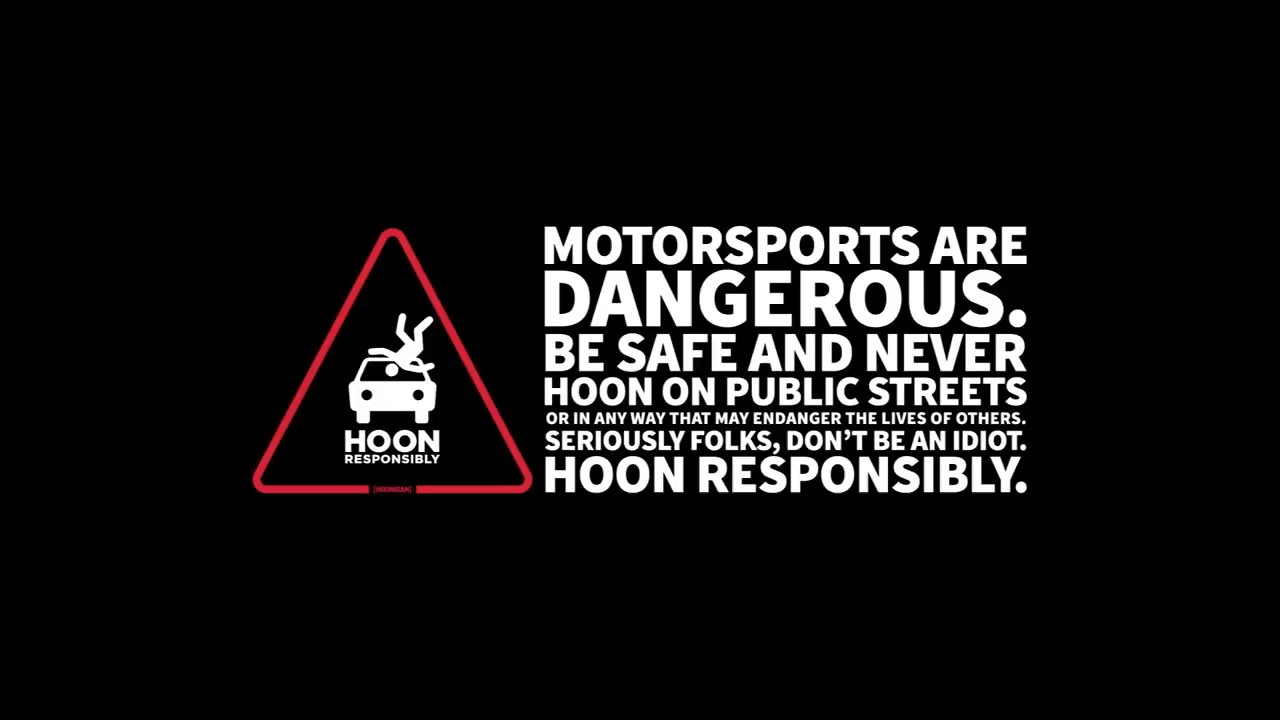 HOON
RESPONSIBLY
[HOONIGAN]
MOTORSPORTS ARE
DANGEROUS.
BE SAFE AND NEVER
HOON ON PUBLIC STREETS
OR IN ANY WAY THAT MAY ENDANGER THE LIVES OF OTHERS.
SERIOUSLY FOLKS, DON'T BE AN IDIOT.
HOON RESPONSIBLY.